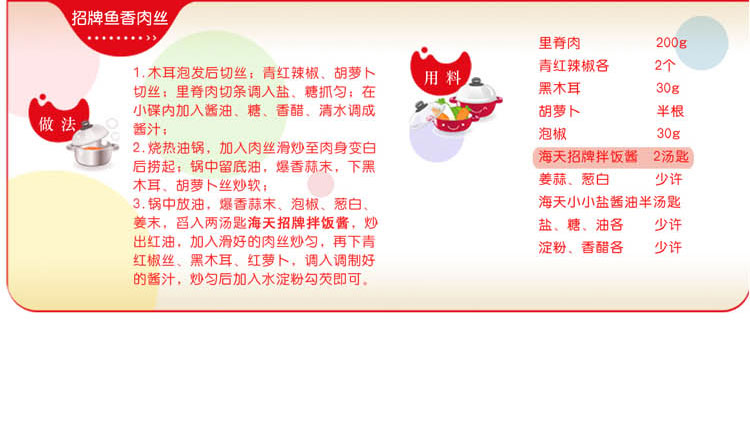 招牌鱼香肉丝
做法
1.木耳泡发后切丝；青红辣椒、胡萝卜
切丝；里脊肉切条调入盐、糖抓匀；在
小碟内加入酱油、糖、香醋、清水调成
酱汁；
2.烧热油锅，加入肉丝滑炒至肉身变白
后捞起；锅中留底油，爆香蒜末，下黑
木耳、胡萝卜丝炒软；
3.锅中放油，爆香蒜末、泡椒、葱白、
姜末，舀入两汤匙海天招牌拌饭酱，炒
出红油，加入滑好的肉丝炒匀，再下青
红椒丝、黑木耳、红萝卜，调入调制好
的酱汁，炒匀后加入水淀粉勾芡即可。
用料
里脊肉 200g
青红辣椒各 2个
黑木耳 30g
胡萝卜 半根
泡椒 30g
海天招牌拌饭酱 2汤匙
姜蒜、葱白 少许
海天小小盐酱油半汤匙
盐、糖、油各 少许
淀粉、香醋各 少许